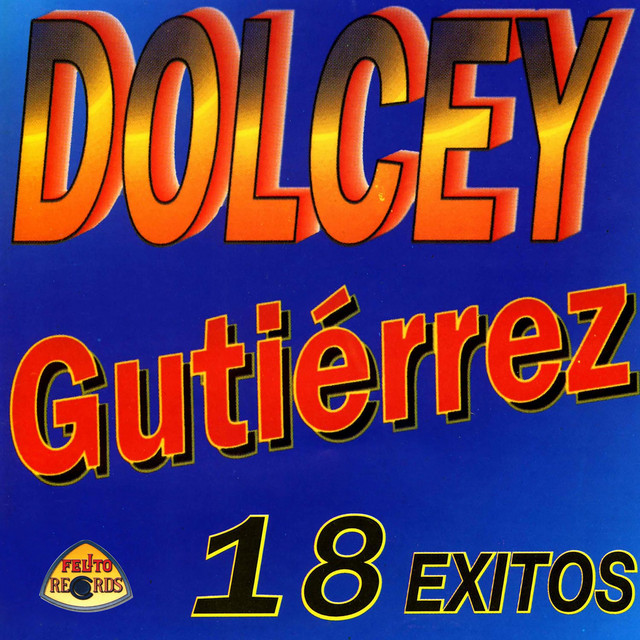 DOLCEY
Gutiérrez
18 EXITOS
FELITO
RECORDS